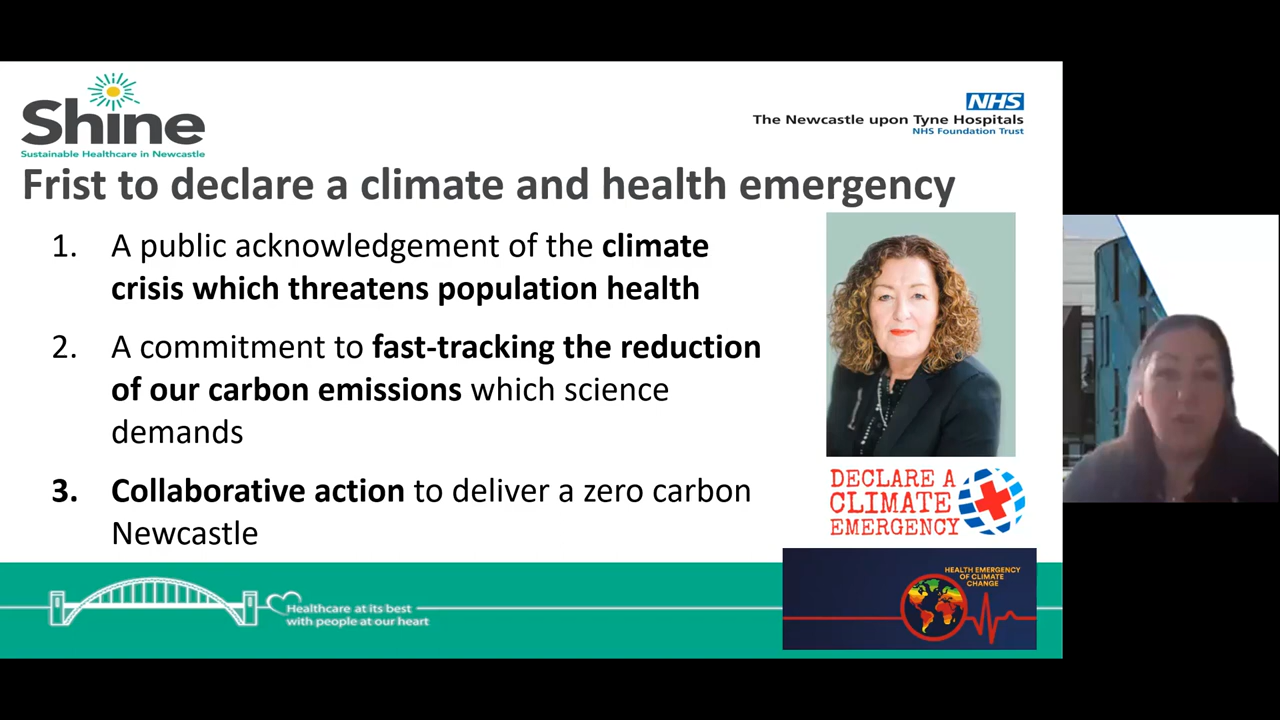 Shine
Sustainable Healthcare in Newcastle
NHS
The Newcastle upon Tyne Hospitals
NHS Foundation Trust
Frist to declare a climate and health emergency
1. A public acknowledgement of the climate
crisis which threatens population health
2. A commitment to fast-tracking the reduction
of our carbon emissions which science
demands
3. Collaborative action to deliver a zero carbon
Newcastle
DECLARE A
CLIMATE
EMERGENCY
HEALTH EMERGENCY
OF CLIMATE
CHANGE
Healthcare at its best
with people at our heart